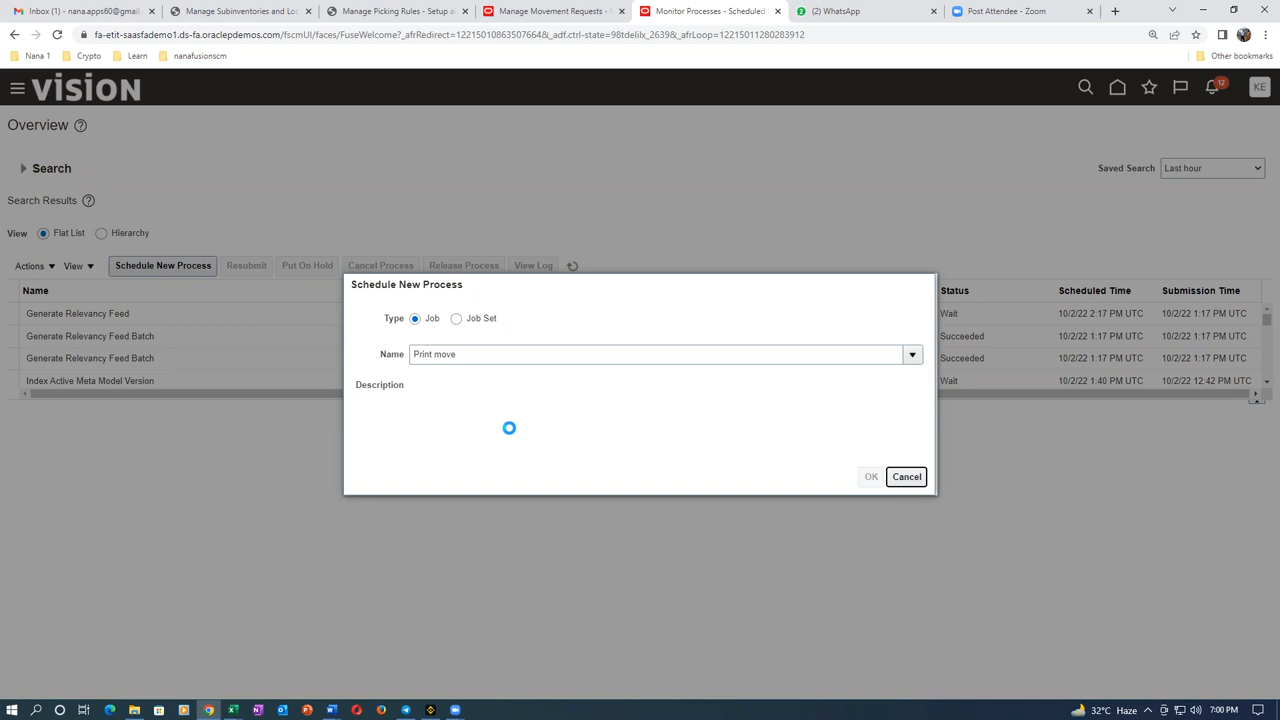 Inbox (1) - nana.apps60@gmail.
Manage Subinventories and Loc
Manage Picking Rules - Setup a
Manage Movement Requests -
Monitor Processes - Scheduled
(2) WhatsApp
Post Attendee - Zoom
fa-etit-saasfademo1.ds-fa.oraclepdemos.com/fscmUI/faces/FuseWelcome?_afrRedirect=122150108635076​64&_adf.ctrl-state=98tdelilx_2639&_afrLoop=12215011280283912
Nana 1
Crypto
Learn
nanafusionscm
Other bookmarks
VISION
12
KE
Overview
Search
Saved Search
Last hour
Search Results
View
Flat List
Hierarchy
Actions
View
Schedule New Process
Resubmit
Put On Hold
Cancel Process
Release Process
View Log
Name
Status
Scheduled Time
Submission Time
Generate Relevancy Feed
Wait
10/2/22 2:17 PM UTC
10/2/22 1:17 PM UTC
Generate Relevancy Feed Batch
Succeeded
10/2/22 1:17 PM UTC
10/2/22 1:17 PM UTC
Generate Relevancy Feed Batch
Succeeded
10/2/22 1:17 PM UTC
10/2/22 1:17 PM UTC
Index Active Meta Model Version
Wait
10/2/22 1:40 PM UTC
10/2/22 12:42 PM UTC
Schedule New Process
Type
Job
Job Set
Name
Print move
Description
OK
Cancel
32°C Haze
7:00 PM